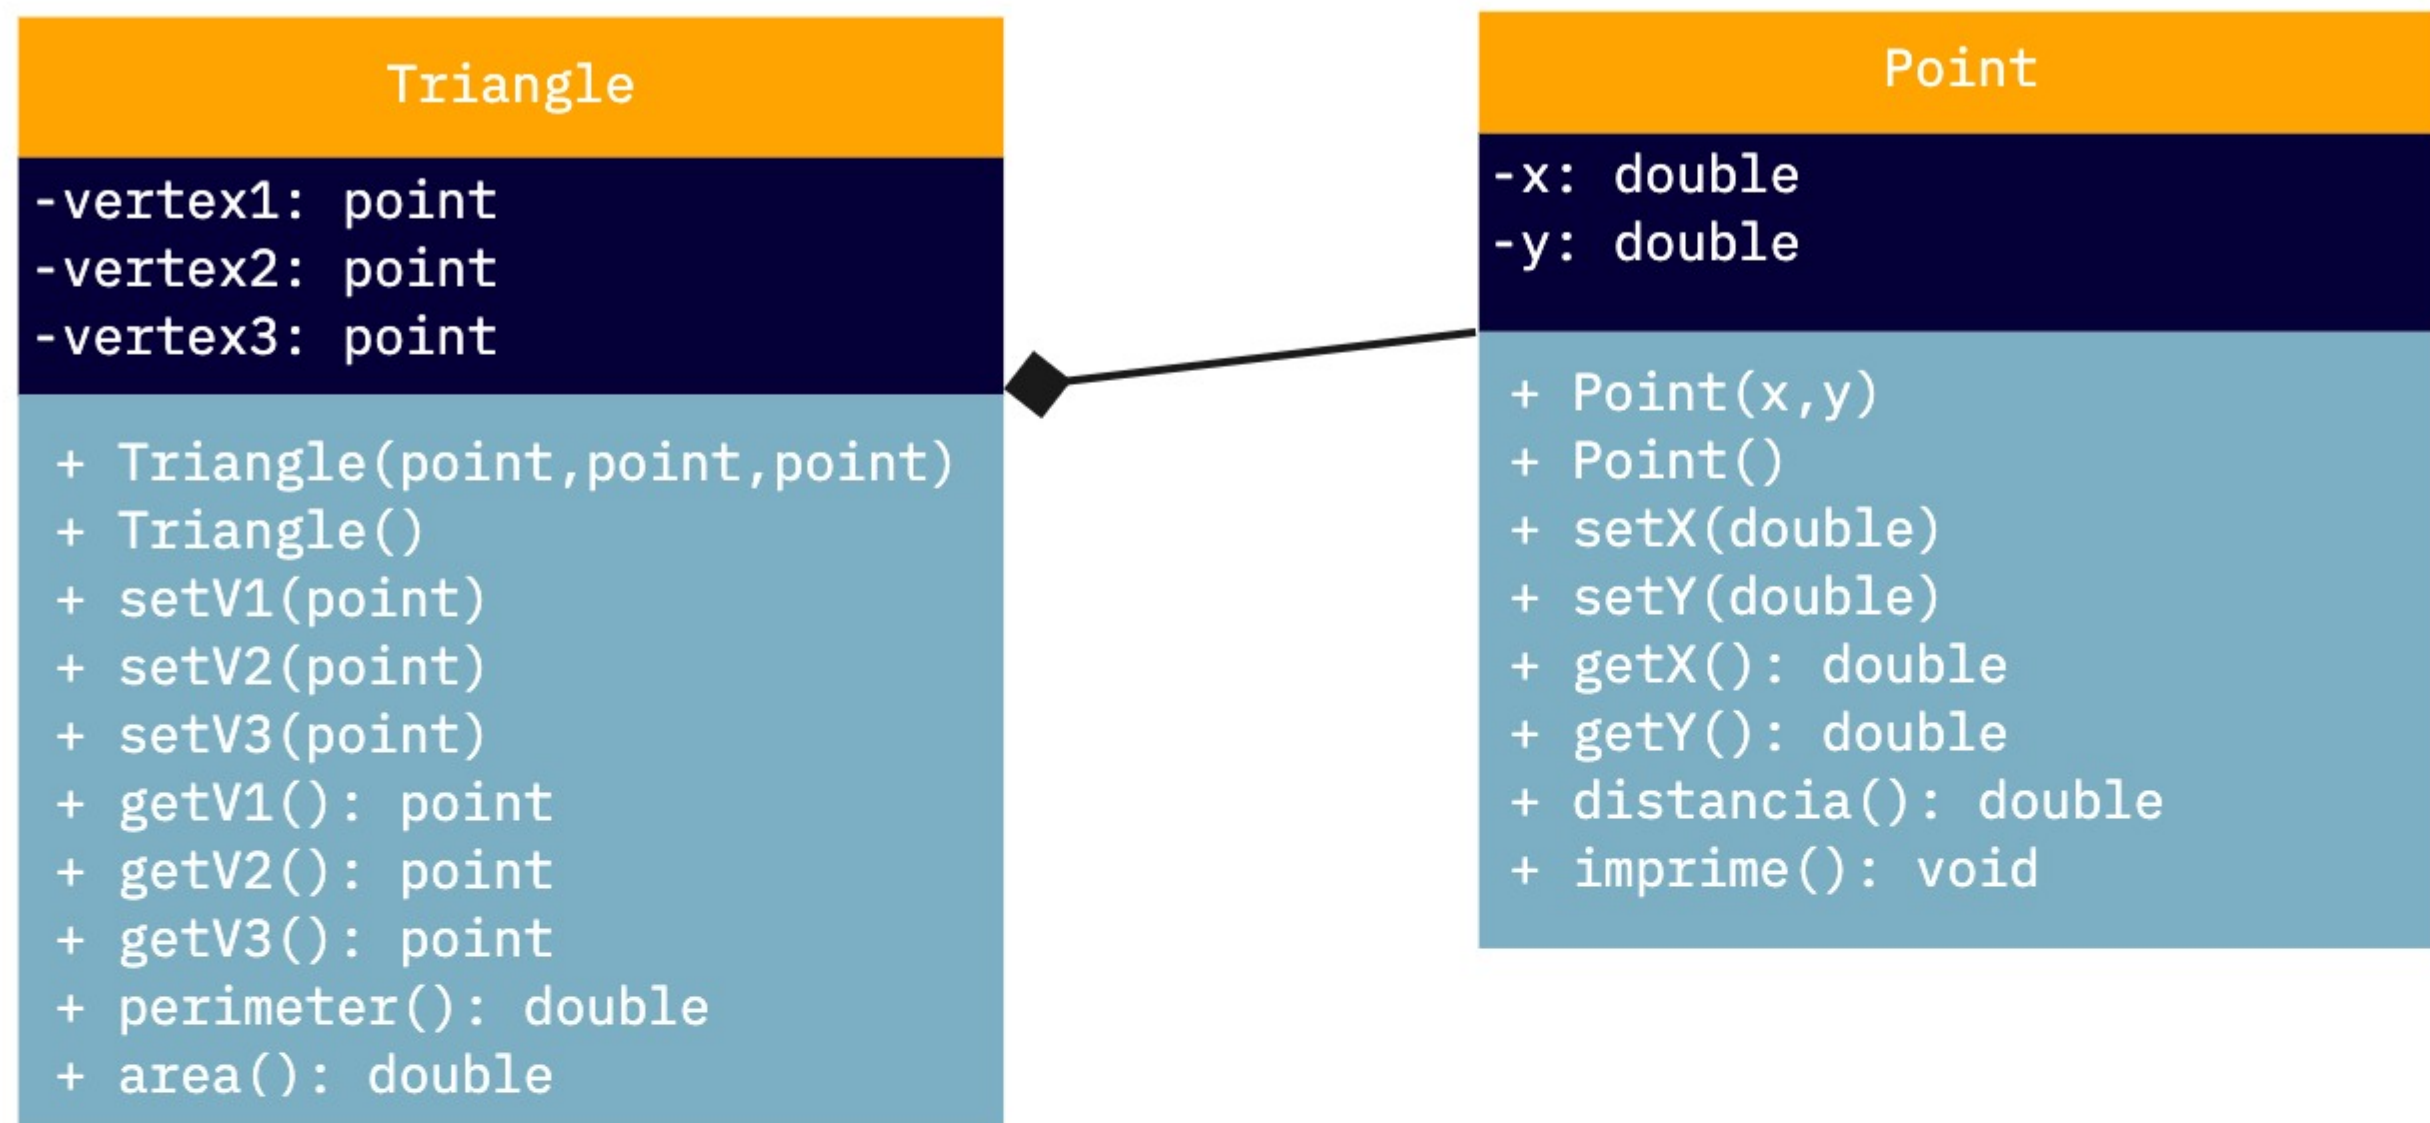 Triangle
-vertex1: point
-vertex2: point
-vertex3: point
+ Triangle(point,point,point)
+ Triangle()
+ setV1(point)
+ setV2(point)
+ setV3(point)
+ getV1(): point
+ getV2(): point
+ getV3(): point
+ perimeter(): double
+ area(): double
Point
-x: double
-y: double
+ Point(x,y)
+ Point()
+ setX(double)
+ setY(double)
+ getX(): double
+ getY(): double
+ distancia(): double
+ imprime(): void